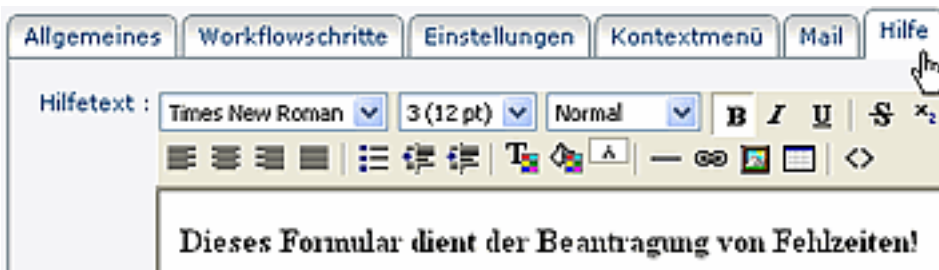 Allgemeines Workflowschritte Einstellungen Kontextmenü Mail Hilfe
Hilfetext : Times New Roman 3 (12 pt) Normal B I U S x₂
T A <>
Dieses Formular dient der Beantragung von Fehlzeiten!